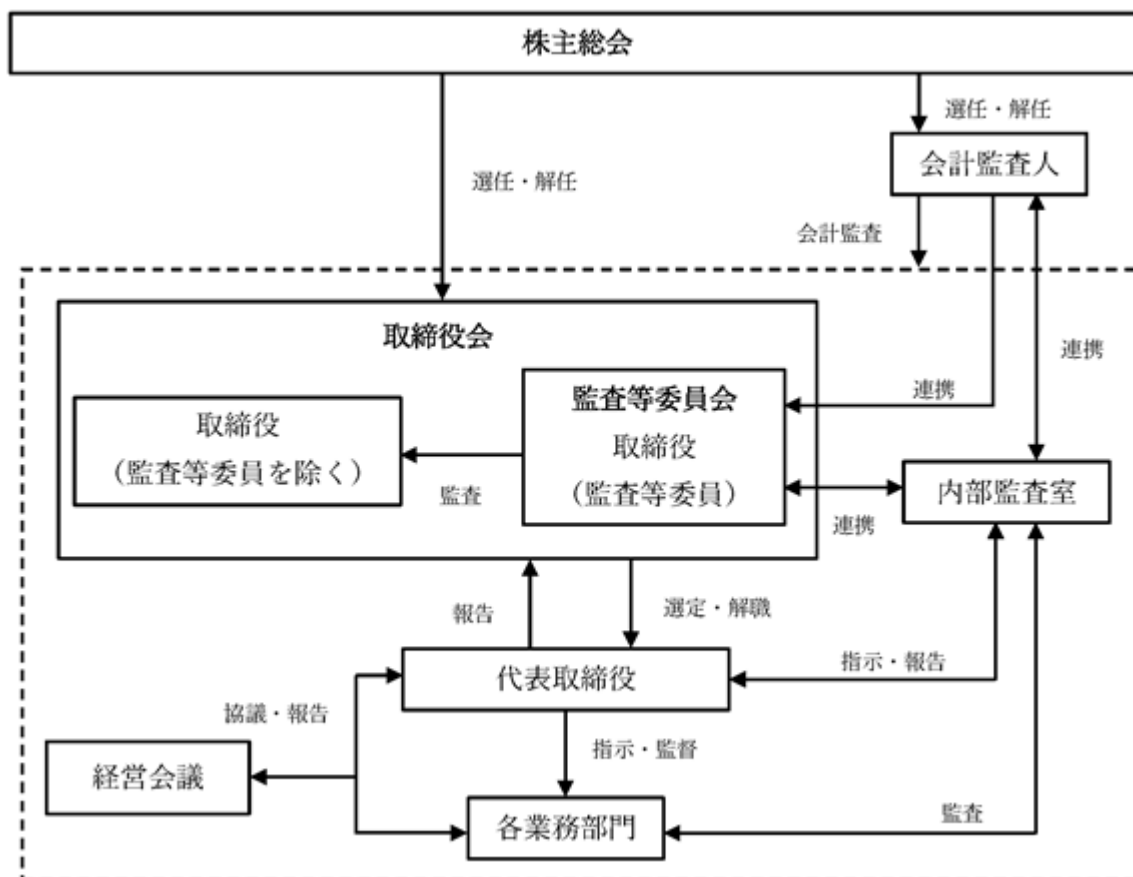 株主総会
選任・解任
会計監査人
選任・解任
会計監査
取締役会
連携
監査等委員会
連携
取締役
（監査等委員を除く）
取締役
（監査等委員）
監査
内部監査室
連携
報告
選定・解職
代表取締役
指示・報告
協議・報告
指示・監督
経営会議
各業務部門
監査